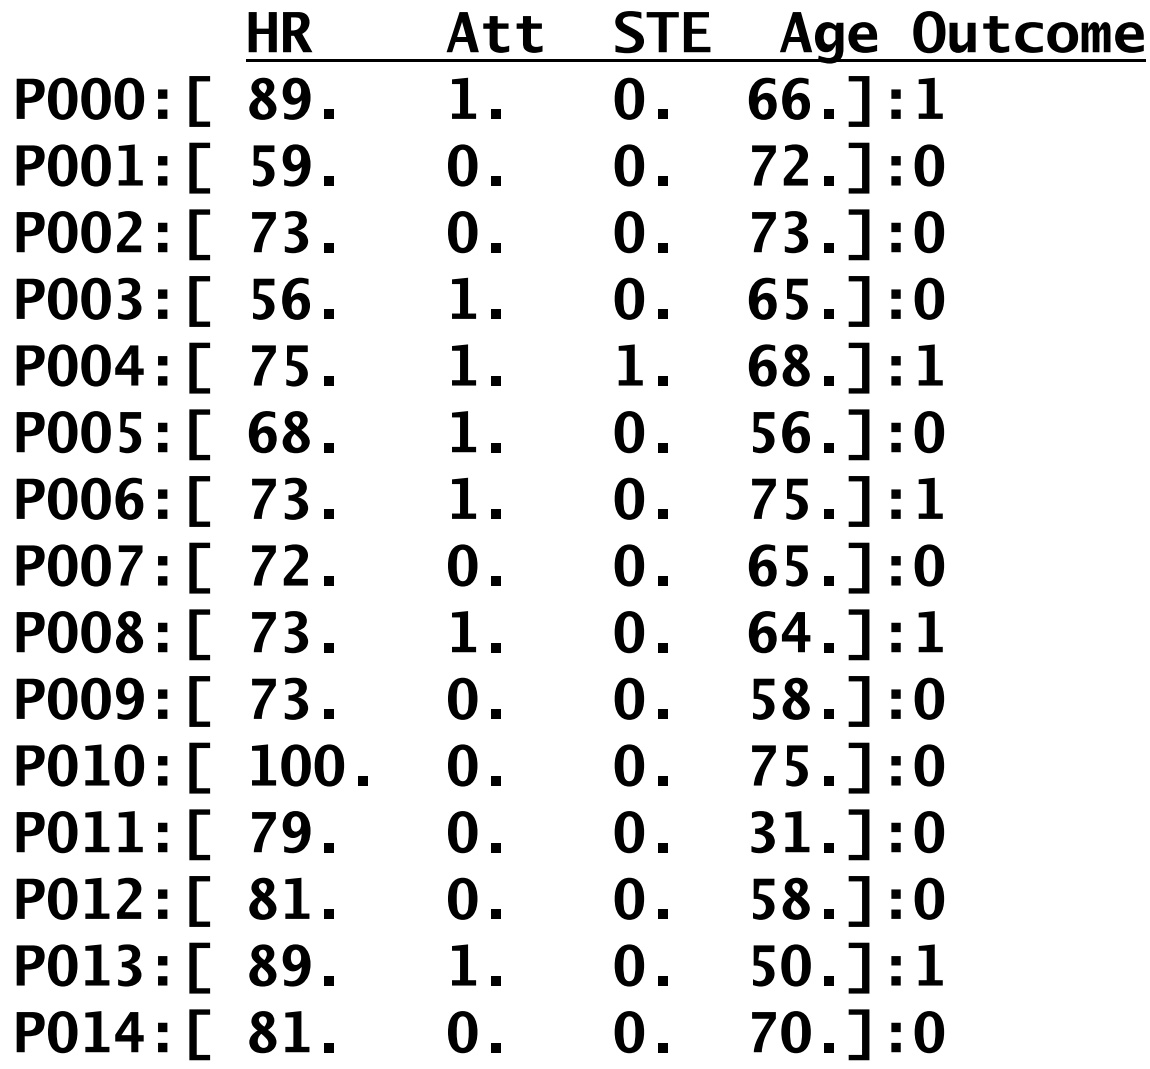 HR Att STE Age Outcome
P000:[ 89. 1. 0. 66.]:1
P001:[ 59. 0. 0. 72.]:0
P002:[ 73. 0. 0. 73.]:0
P003:[ 56. 1. 0. 65.]:0
P004:[ 75. 1. 1. 68.]:1
P005:[ 68. 1. 0. 56.]:0
P006:[ 73. 1. 0. 75.]:1
P007:[ 72. 0. 0. 65.]:0
P008:[ 73. 1. 0. 64.]:1
P009:[ 73. 0. 0. 58.]:0
P010:[ 100. 0. 0. 75.]:0
P011:[ 79. 0. 0. 31.]:0
P012:[ 81. 0. 0. 58.]:0
P013:[ 89. 1. 0. 50.]:1
P014:[ 81. 0. 0. 70.]:0